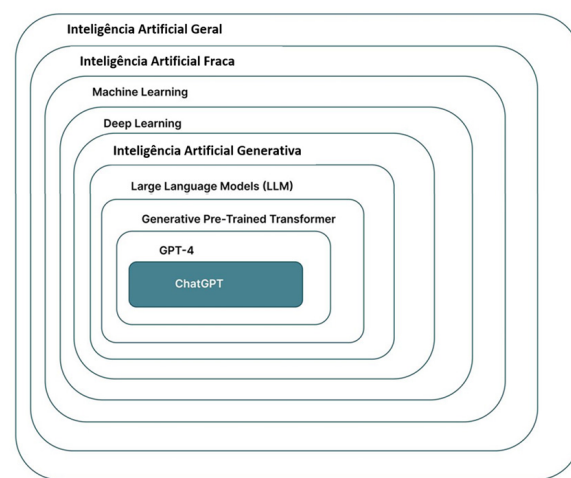 Inteligência Artificial Geral
Inteligência Artificial Fraca
Machine Learning
Deep Learning
Inteligência Artificial Generativa
Large Language Models (LLM)
Generative Pre-Trained Transformer
GPT-4
ChatGPT